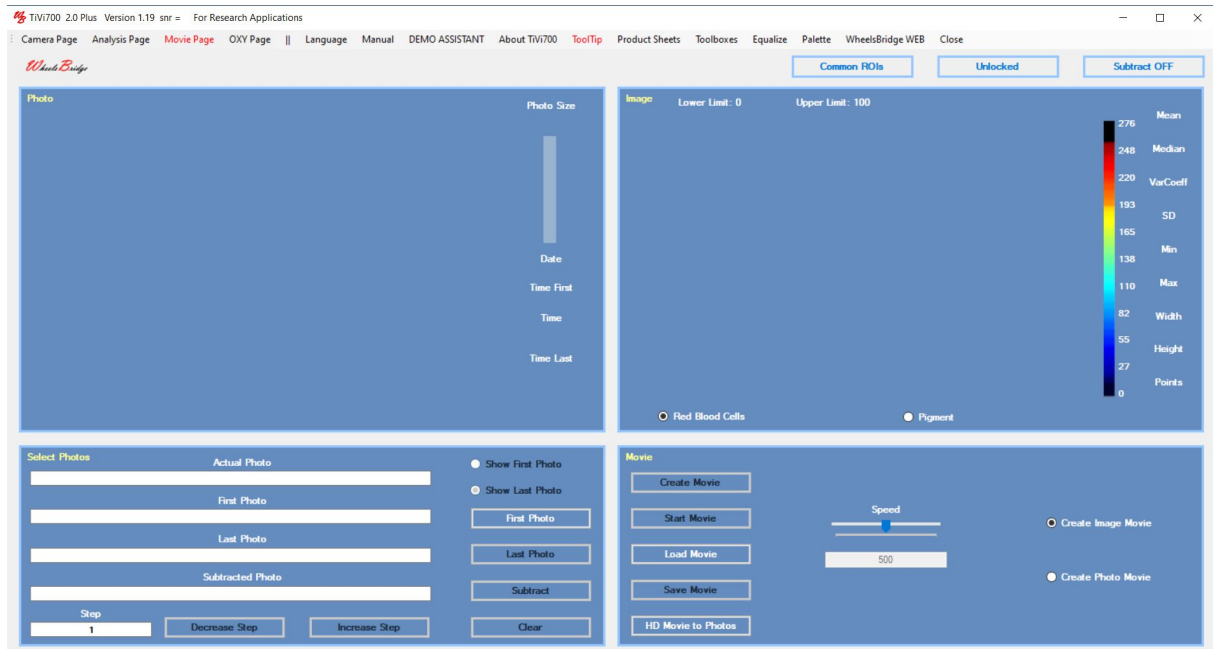 TiVi700 2.0 Plus Version 1.19 snr = For Research Applications
Camera Page Analysis Page Movie Page OXY Page || Language Manual DEMO ASSISTANT About TiVi700 ToolTip Product Sheets Toolboxes Equalize Palette WheelsBridge WEB Close
WheelsBridge
Common ROIs
Unlocked
Subtract OFF
Photo
Photo Size
Date
Time First
Time
Time Last
Image
Lower Limit: 0
Upper Limit: 100
276
248
220
193
165
138
110
82
55
27
0
Mean
Median
VarCoeff
SD
Min
Max
Width
Height
Points
Red Blood Cells
Pigment
Select Photos
Actual Photo
First Photo
Last Photo
Subtracted Photo
Step
1
Decrease Step
Increase Step
Show First Photo
Show Last Photo
First Photo
Last Photo
Subtract
Clear
Movie
Create Movie
Start Movie
Load Movie
Save Movie
HD Movie to Photos
Speed
500
Create Image Movie
Create Photo Movie